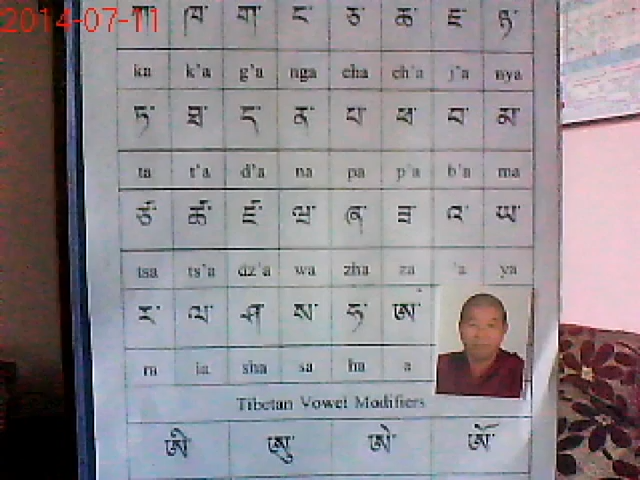 2014-07-11
ཀ་ ཁ་ ག་ ང་ ཅ་ ཆ་ ཇ་ ཉ་
ka k'a g'a nga cha ch'a j'a nya
ཏ་ ཐ་ ད་ ན་ པ་ ཕ་ བ་ མ་
ta t'a d'a na pa p'a b'a ma
ཙ་ ཚ་ ཛ་ ཝ་ ཞ་ ཟ་ འ་ ཡ་
tsa ts'a dz'a wa zha za 'a ya
ར་ ལ་ ཤ་ ས་ ཧ་ ཨ་
ra la sha sa ha a
Tibetan Vowel Modifiers
ཨི་ ཨུ་ ཨེ་ ཨོ་